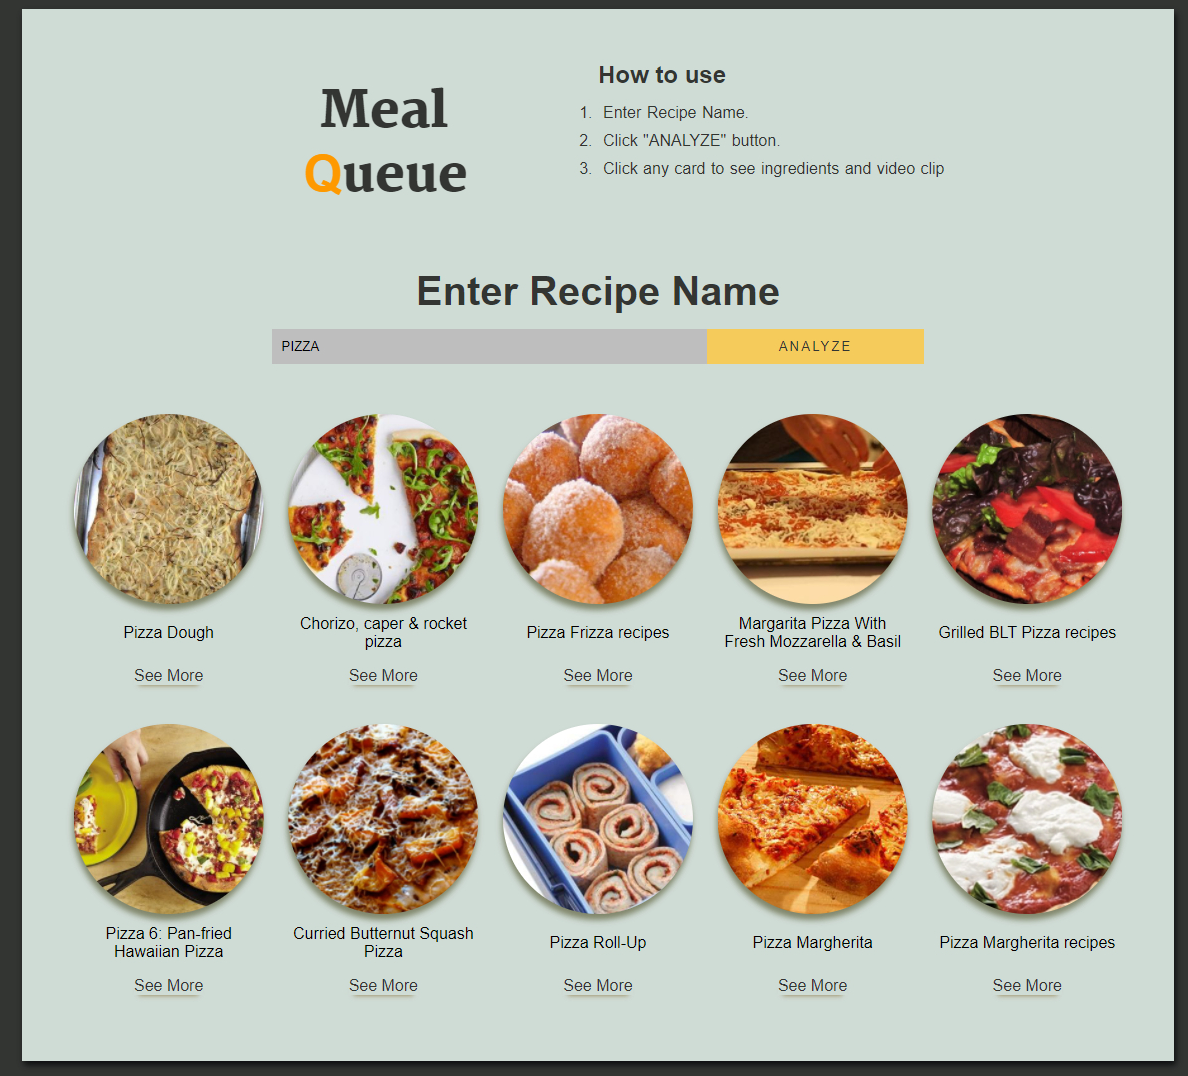 Meal
Queue
How to use
1. Enter Recipe Name.
2. Click "ANALYZE" button.
3. Click any card to see ingredients and video clip
Enter Recipe Name
PIZZA
ANALYZE
Pizza Dough
Chorizo, caper & rocket
pizza
Pizza Frizza recipes
Margarita Pizza With
Fresh Mozzarella & Basil
Grilled BLT Pizza recipes
See More
See More
See More
See More
See More
Pizza 6: Pan-fried
Hawaiian Pizza
Curried Butternut Squash
Pizza
Pizza Roll-Up
Pizza Margherita
Pizza Margherita recipes
See More
See More
See More
See More
See More